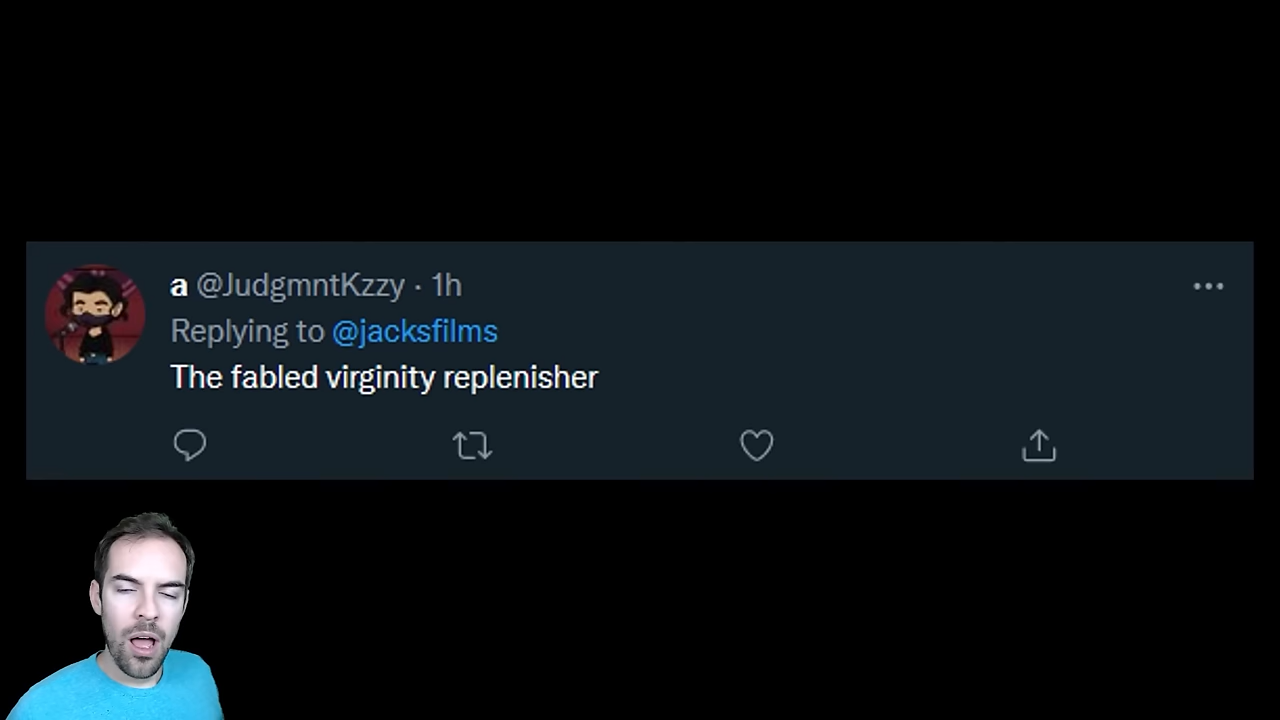 a @JudgmntKzzy · 1h
Replying to @jacksfilms
The fabled virginity replenisher